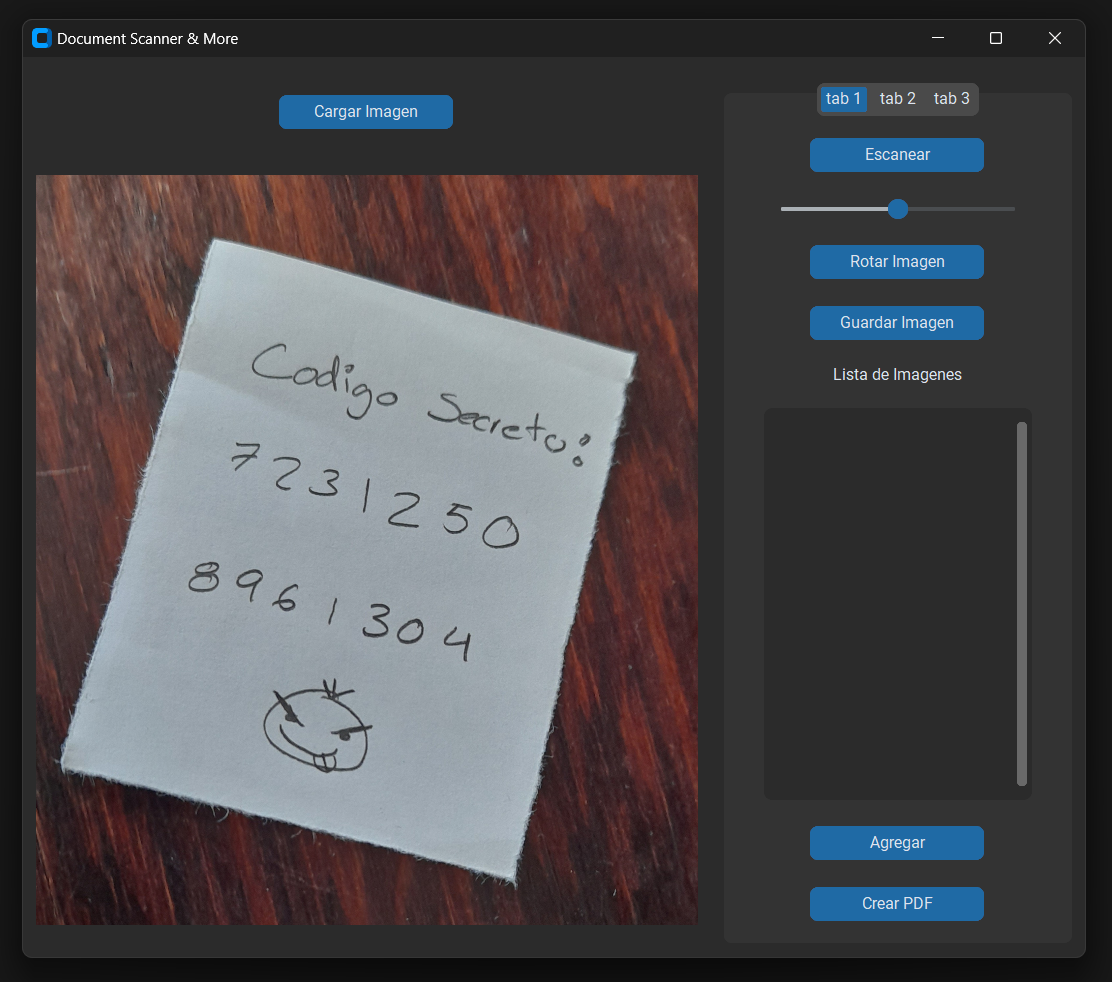 Document Scanner & More
Cargar Imagen
Codigo Secreto:
7231250
8961304
tab 1 tab 2 tab 3
Escanear
Rotar Imagen
Guardar Imagen
Lista de Imagenes
Agregar
Crear PDF